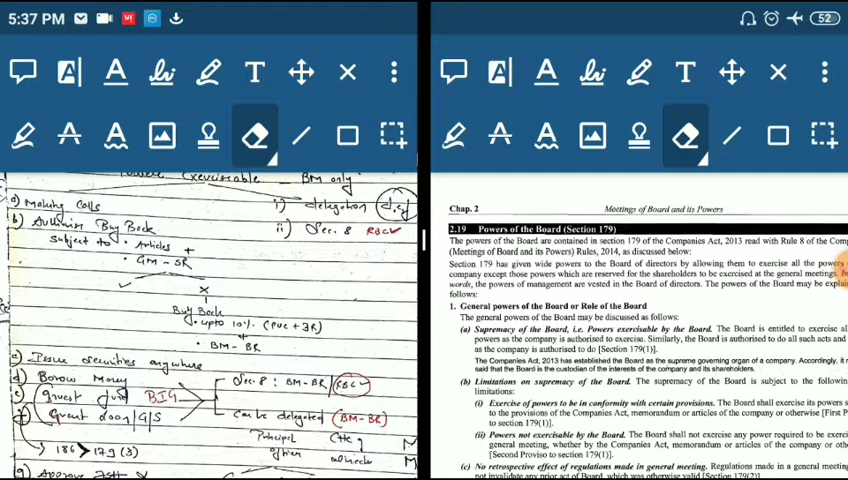 5:37 PM
52
T
T
Powers Exercisable BM only
a) Making Calls
i) delegation d,e,f
b) Authorise Buy Back
ii) Sec. 8 RBC
subject to • Articles +
• GM - SR
x
Buy Back
• upto 10% (PUC + FR)
+
• BM - BR
c) Issue securities anywhere
d) Borrow Money
Sec. 8 : BM-BR/RBC
e) Invest fund BIG
f) Grant loan/G/S
can be delegated (BM-BR)
Principal
officer
186 > 179 (3)
Chap. 2
Meetings of Board and its Powers
2.19 Powers of the Board (Section 179)
The powers of the Board are contained in section 179 of the Companies Act, 2013 read with Rule 8 of the Comp
(Meetings of Board and its Powers) Rules, 2014, as discussed below:
Section 179 has given wide powers to the Board of directors by allowing them to exercise all the powers
company except those powers which are reserved for the shareholders to be exercised at the general meetings.
words, the powers of management are vested in the Board of directors. The powers of the Board may be explai
follows:
1. General powers of the Board or Role of the Board
The general powers of the Board may be discussed as follows:
(a) Supremacy of the Board, i.e. Powers exercisable by the Board. The Board is entitled to exercise al
powers as the company is authorised to exercise. Similarly, the Board is authorised to do all such acts and
as the company is authorised to do [Section 179(1)].
The Companies Act, 2013 has established the Board as the supreme governing organ of a company. Accordingly, it
said that the Board is the custodian of the interests of the company and its shareholders.
(b) Limitations on supremacy of the Board. The supremacy of the Board is subject to the following
limitations:
(i) Exercise of powers to be in conformity with certain provisions. The Board shall exercise its powers s
to the provisions of the Companies Act, memorandum or articles of the company or otherwise [First P
to section 179(1)].
(ii) Powers not exercisable by the Board. The Board shall not exercise any power required to be exerc
general meeting, whether by the Company Act, memorandum or articles of the company or othe
[Second Proviso to section 179(1)].
(c) No retrospective effect of regulations made in general meeting. Regulations made in a general meeting
not invalidate any prior act of Board, which was otherwise valid [Section 179(2)]